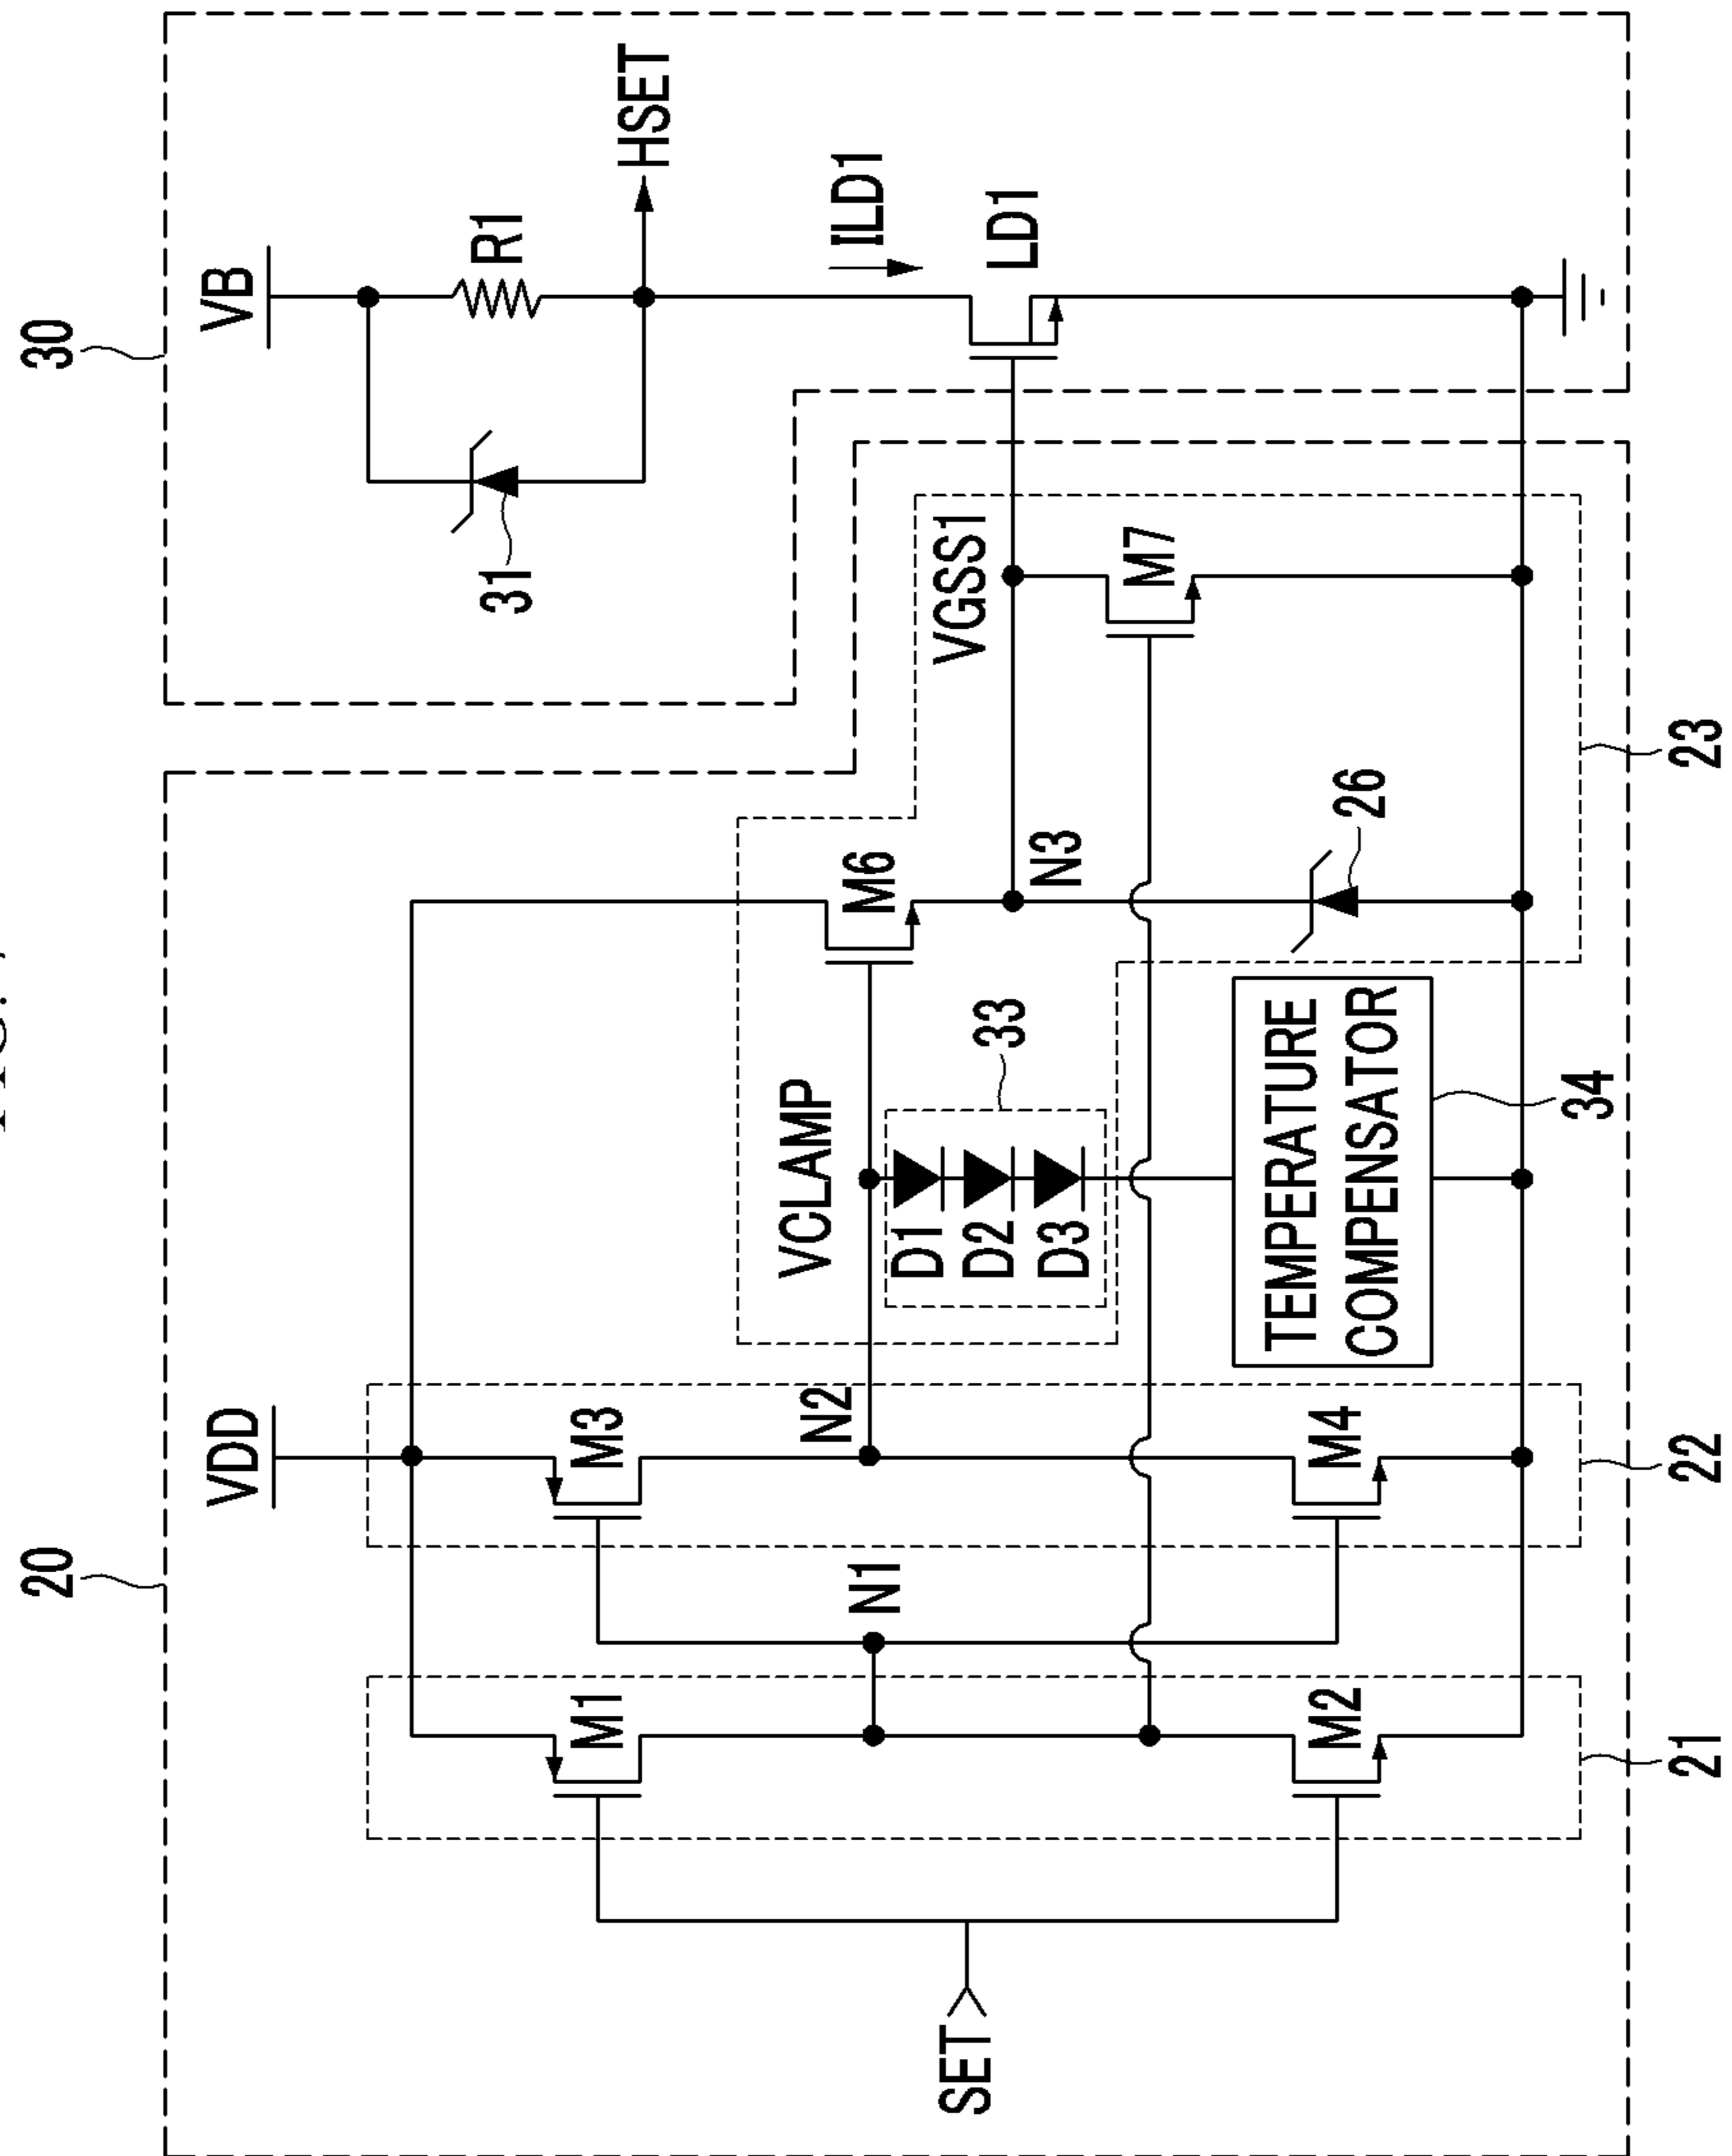 20
30
VDD
VB
R1
31
HSET
M1
M3
VCLAMP
M6
VGSS1
ILD1
N1
N2
33
D1
D2
D3
N3
LD1
SET
M7
TEMPERATURE
COMPENSATOR
M2
M4
26
34
21
22
23